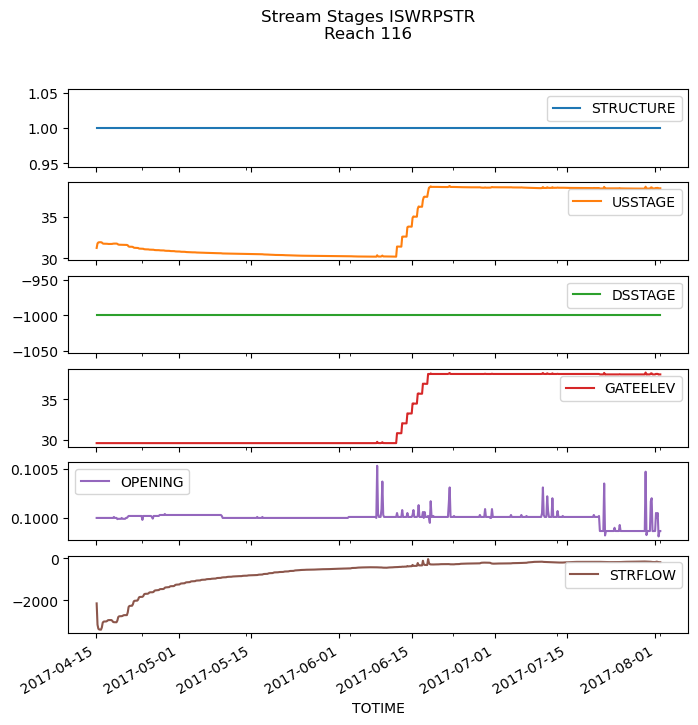 Stream Stages ISWRPSTR
Reach 116
1.05
STRUCTURE
1.00
0.95
USSTAGE
35
30
−950
DSSTAGE
−1000
−1050
GATEELEV
35
30
0.1005
OPENING
0.1000
0
STRFLOW
−2000
2017-04-15
2017-05-01
2017-05-15
2017-06-01
2017-06-15
2017-07-01
2017-07-15
2017-08-01
TOTIME